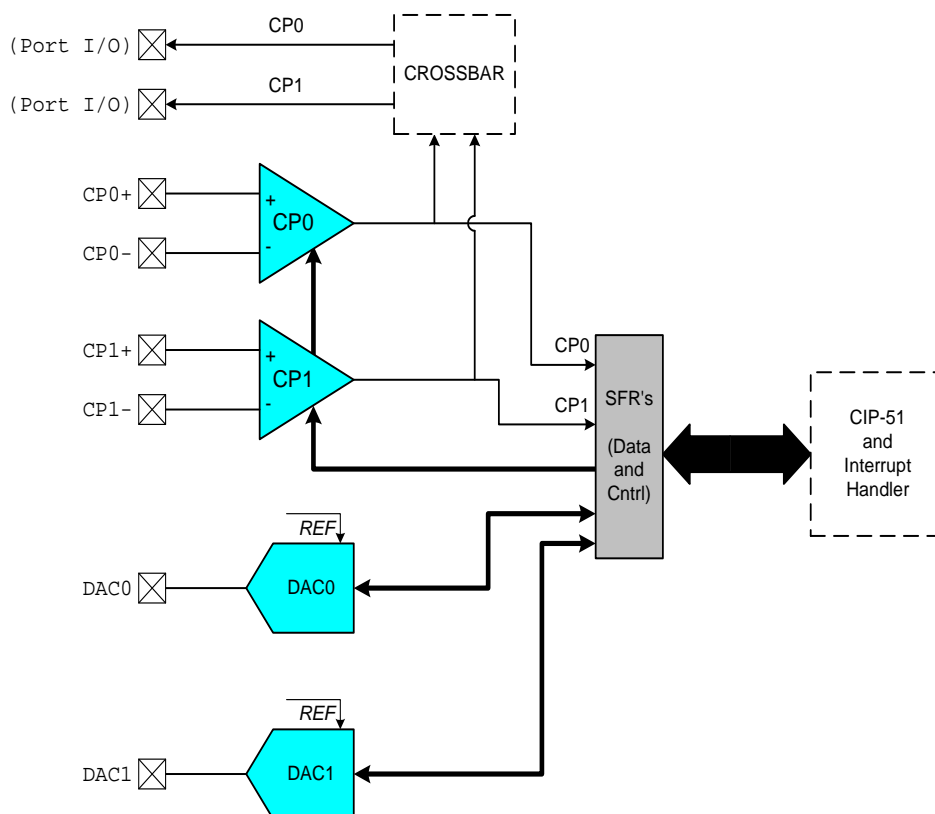 CP0
(Port I/O)
CROSSBAR
CP1
(Port I/O)
CP0+
+
CP0
CP0-
-
CP1+
+
CP1
CP1-
-
CP0
CP1
SFR's
(Data
and
Cntrl)
CIP-51
and
Interrupt
Handler
REF
DAC0
DAC0
REF
DAC1
DAC1